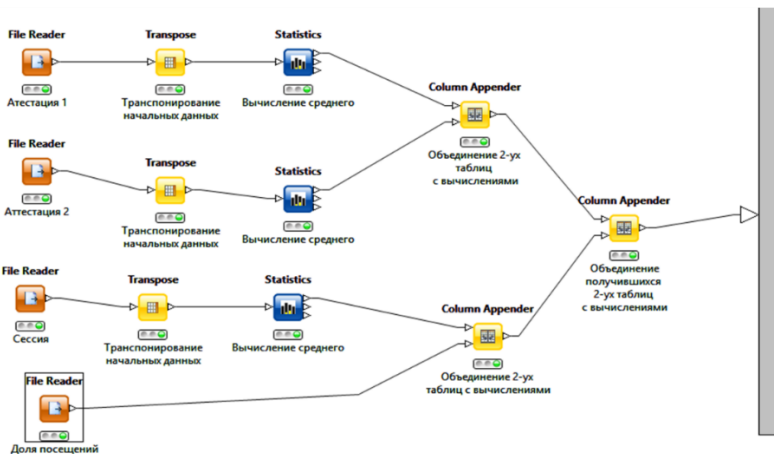 File Reader
Transpose
Statistics
Атестация 1
Транспонирование
начальных данных
Вычисление среднего
Column Appender
Объединение 2-ух
таблиц
с вычислениями
File Reader
Transpose
Statistics
Аттестация 2
Транспонирование
начальных данных
Вычисление среднего
Column Appender
Объединение
получившихся
2-ух таблиц
с вычислениями
File Reader
Transpose
Statistics
Сессия
Транспонирование
начальных данных
Вычисление среднего
Column Appender
Объединение 2-ух
таблиц с вычислениями
File Reader
Доля посещений